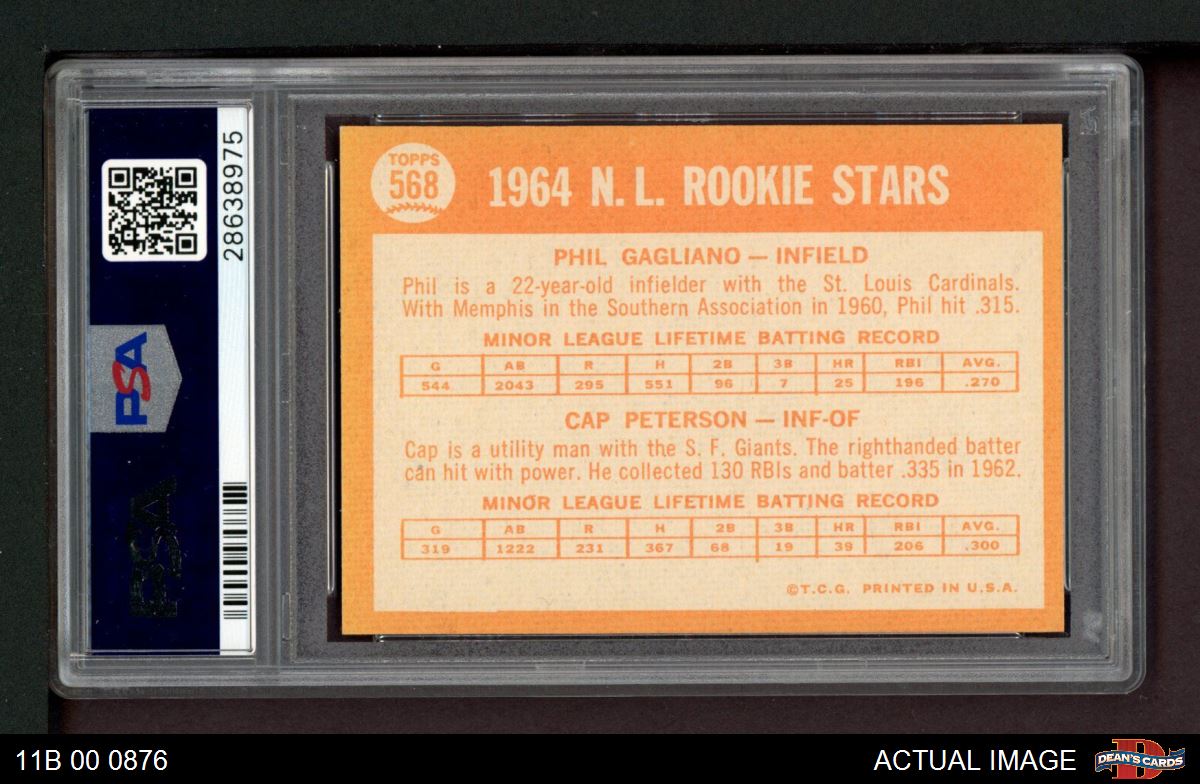 28638975
PSA
PSA
TOPPS
568
1964 N. L. ROOKIE STARS
PHIL GAGLIANO — INFIELD
Phil is a 22-year-old infielder with the St. Louis Cardinals.
With Memphis in the Southern Association in 1960, Phil hit .315.
MINOR LEAGUE LIFETIME BATTING RECORD
G AB R H 2B 3B HR RBI AVG.
544 2043 295 551 96 7 25 196 .270
CAP PETERSON — INF-OF
Cap is a utility man with the S. F. Giants. The righthanded batter
can hit with power. He collected 130 RBIs and batter .335 in 1962.
MINOR LEAGUE LIFETIME BATTING RECORD
G AB R H 2B 3B HR RBI AVG.
319 1222 231 367 68 19 39 206 .300
©T.C.G. PRINTED IN U.S.A.
11B 00 0876
ACTUAL IMAGE
D
DEAN'S CARDS